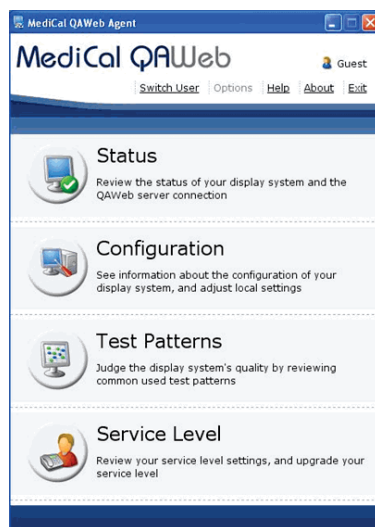 MediCal QAWeb Agent
MediCal QAWeb
Guest
Switch User Options Help About Exit
Status
Review the status of your display system and the
QAWeb server connection
Configuration
See information about the configuration of your
display system, and adjust local settings
Test Patterns
Judge the display system's quality by reviewing
common used test patterns
Service Level
Review your service level settings, and upgrade your
service level